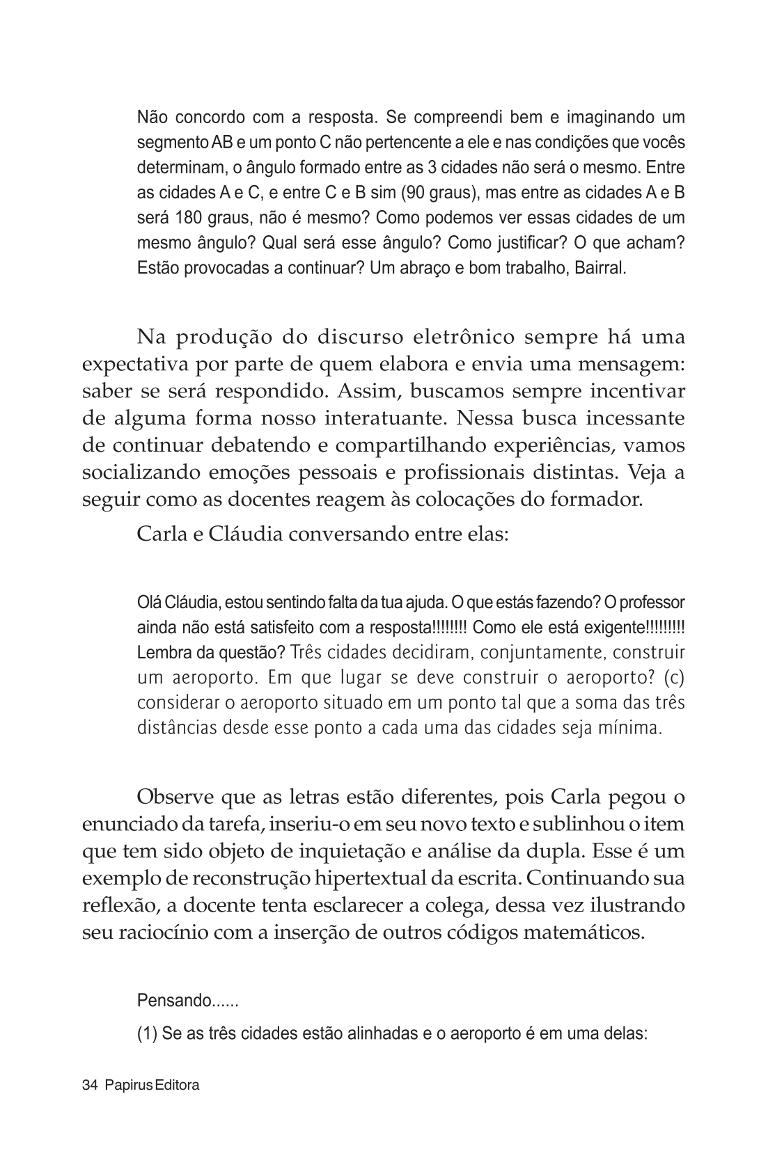 Não concordo com a resposta. Se compreendi bem e imaginando um
segmento AB e um ponto C não pertencente a ele e nas condições que vocês
determinam, o ângulo formado entre as 3 cidades não será o mesmo. Entre
as cidades A e C, e entre C e B sim (90 graus), mas entre as cidades A e B
será 180 graus, não é mesmo? Como podemos ver essas cidades de um
mesmo ângulo? Qual será esse ângulo? Como justificar? O que acham?
Estão provocadas a continuar? Um abraço e bom trabalho, Bairral.
Na produção do discurso eletrônico sempre há uma
expectativa por parte de quem elabora e envia uma mensagem:
saber se será respondido. Assim, buscamos sempre incentivar
de alguma forma nosso interatuante. Nessa busca incessante
de continuar debatendo e compartilhando experiências, vamos
socializando emoções pessoais e profissionais distintas. Veja a
seguir como as docentes reagem às colocações do formador.
Carla e Cláudia conversando entre elas:
Olá Cláudia, estou sentindo falta da tua ajuda. O que estás fazendo? O professor
ainda não está satisfeito com a resposta!!!!!!!! Como ele está exigente!!!!!!!!!
Lembra da questão? Três cidades decidiram, conjuntamente, construir
um aeroporto. Em que lugar se deve construir o aeroporto? (c)
considerar o aeroporto situado em um ponto tal que a soma das três
distâncias desde esse ponto a cada uma das cidades seja mínima.
Observe que as letras estão diferentes, pois Carla pegou o
enunciado da tarefa, inseriu-o em seu novo texto e sublinhou o item
que tem sido objeto de inquietação e análise da dupla. Esse é um
exemplo de reconstrução hipertextual da escrita. Continuando sua
reflexão, a docente tenta esclarecer a colega, dessa vez ilustrando
seu raciocínio com a inserção de outros códigos matemáticos.
Pensando......
(1) Se as três cidades estão alinhadas e o aeroporto é em uma delas:
34 Papirus Editora